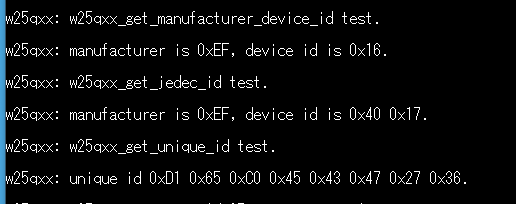 w25qxx: w25qxx_get_manufacturer_device_id test.
w25qxx: manufacturer is 0xEF, device id is 0x16.
w25qxx: w25qxx_get_jedec_id test.
w25qxx: manufacturer is 0xEF, device id is 0x40 0x17.
w25qxx: w25qxx_get_unique_id test.
w25qxx: unique id 0xD1 0x65 0xC0 0x45 0x43 0x47 0x27 0x36.